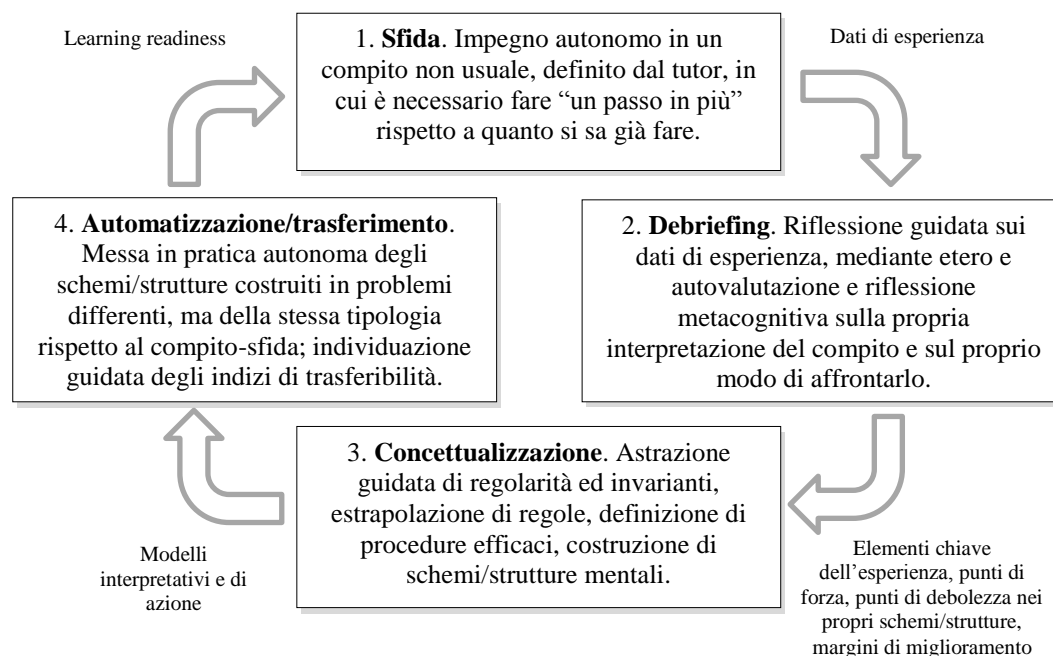 Learning readiness
1. Sfida. Impegno autonomo in un
compito non usuale, definito dal tutor, in
cui è necessario fare “un passo in più”
rispetto a quanto si sa già fare.
Dati di esperienza
4. Automatizzazione/trasferimento.
Messa in pratica autonoma degli
schemi/strutture costruiti in problemi
differenti, ma della stessa tipologia
rispetto al compito-sfida; individuazione
guidata degli indizi di trasferibilità.
2. Debriefing. Riflessione guidata sui
dati di esperienza, mediante etero e
autovalutazione e riflessione
metacognitiva sulla propria
interpretazione del compito e sul proprio
modo di affrontarlo.
3. Concettualizzazione. Astrazione
guidata di regolarità ed invarianti,
estrapolazione di regole, definizione di
procedure efficaci, costruzione di
schemi/strutture mentali.
Modelli
interpretativi e di
azione
Elementi chiave
dell’esperienza, punti di
forza, punti di debolezza nei
propri schemi/strutture,
margini di miglioramento